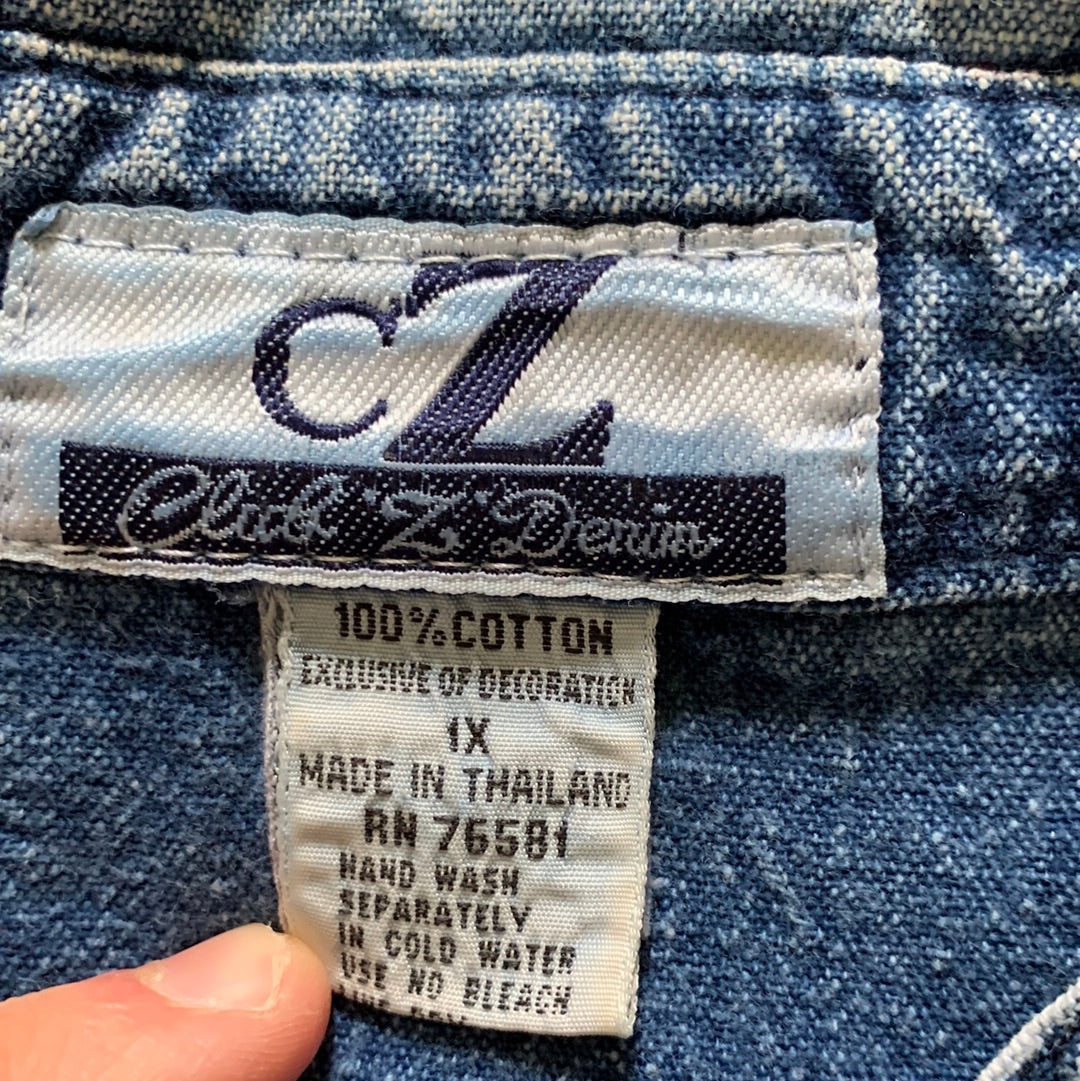 CZ
Club "Z" Denim
100% COTTON
EXCLUSIVE OF DECORATION
1X
MADE IN THAILAND
RN 76581
HAND WASH
SEPARATELY
IN COLD WATER
USE NO BLEACH